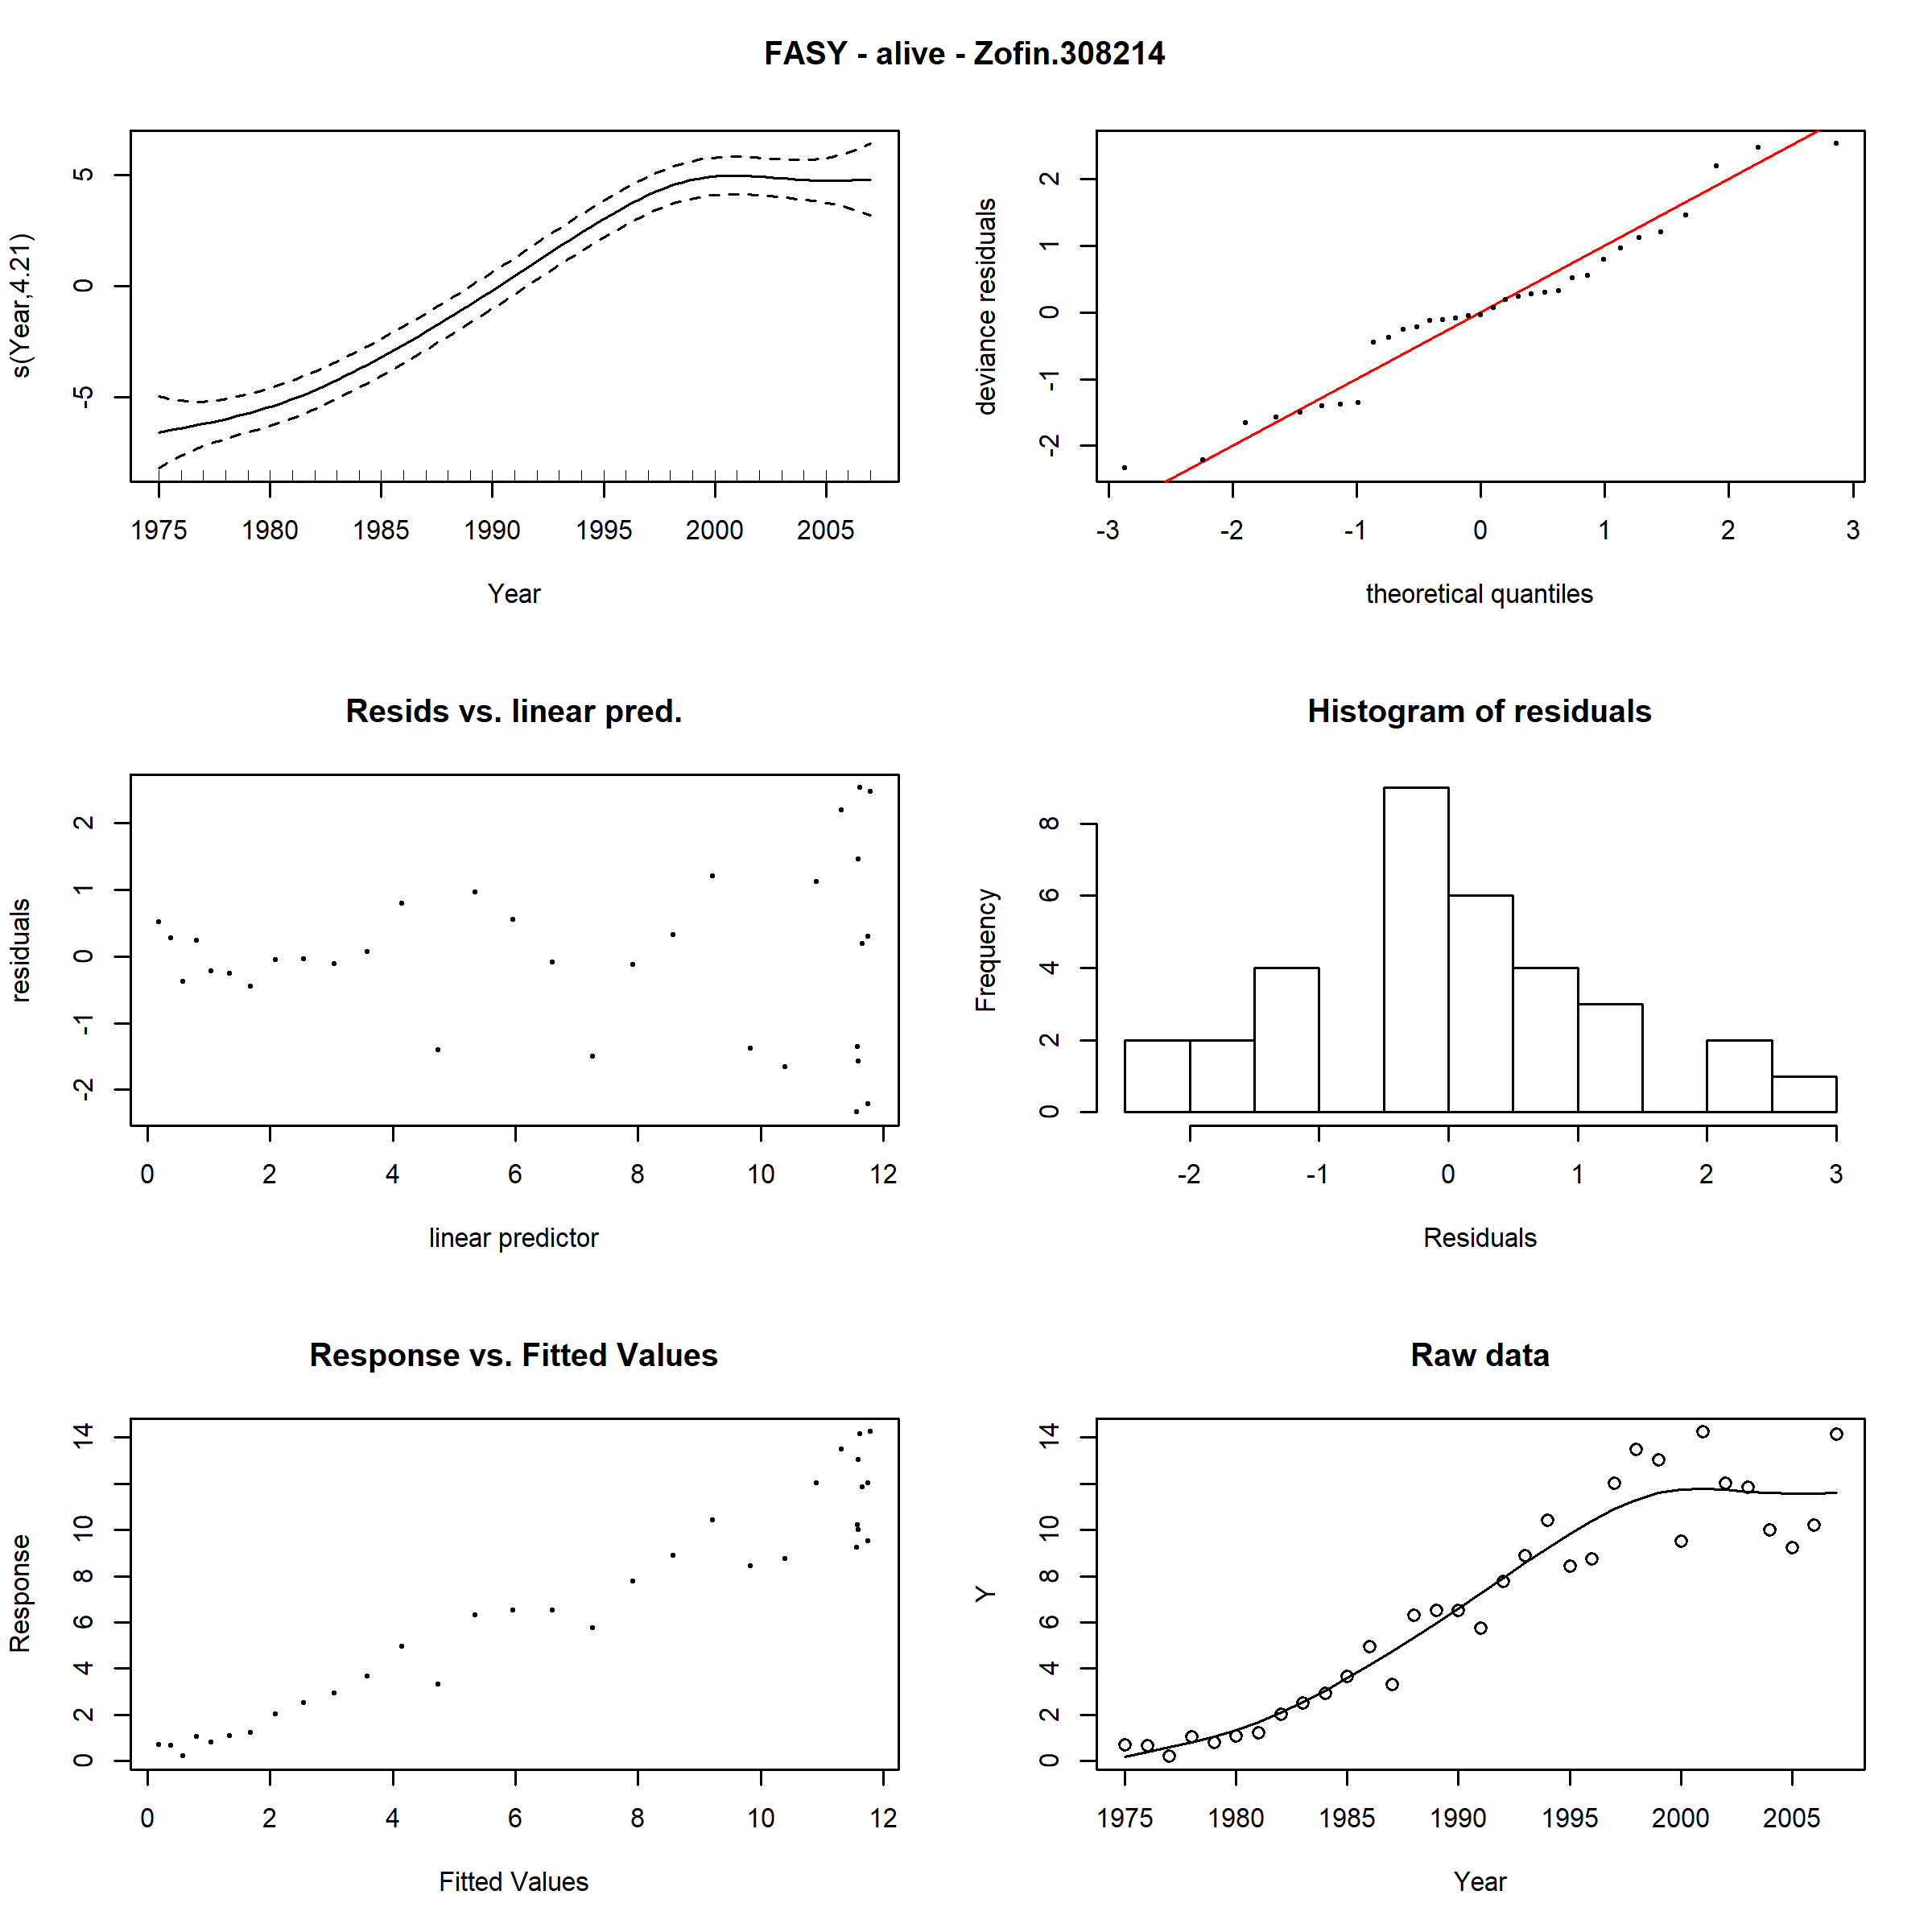 FASY - alive - Zofin.308214
s(Year,4.21)
5
0
-5
1975 1980 1985 1990 1995 2000 2005
Year
deviance residuals
2
1
0
-1
-2
-3 -2 -1 0 1 2 3
theoretical quantiles
Resids vs. linear pred.
residuals
2
1
0
-1
-2
0 2 4 6 8 10 12
linear predictor
Histogram of residuals
Frequency
8
6
4
2
0
-2 -1 0 1 2 3
Residuals
Response vs. Fitted Values
Response
14
10
8
6
4
2
0
0 2 4 6 8 10 12
Fitted Values
Raw data
Y
14
10
8
6
4
2
0
1975 1980 1985 1990 1995 2000 2005
Year